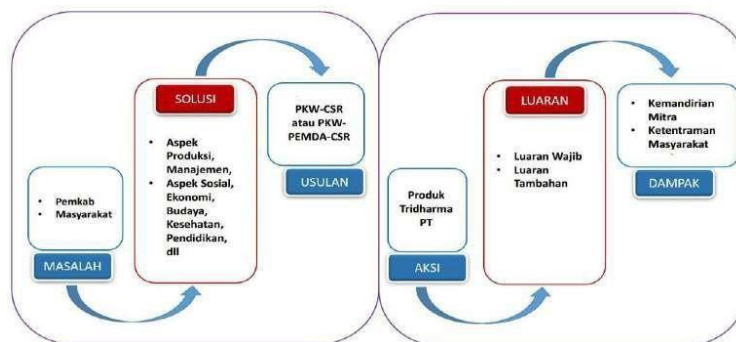 • Pemkab
• Masyarakat
MASALAH
SOLUSI
• Aspek
Produksi,
Manajemen,
• Aspek Sosial,
Ekonomi,
Budaya,
Kesehatan,
Pendidikan,
dll
PKW-CSR
atau PKW-
PEMDA-CSR
USULAN
Produk
Tridharma
PT
AKSI
LUARAN
• Luaran Wajib
• Luaran
Tambahan
• Kemandirian
Mitra
• Ketentraman
Masyarakat
DAMPAK